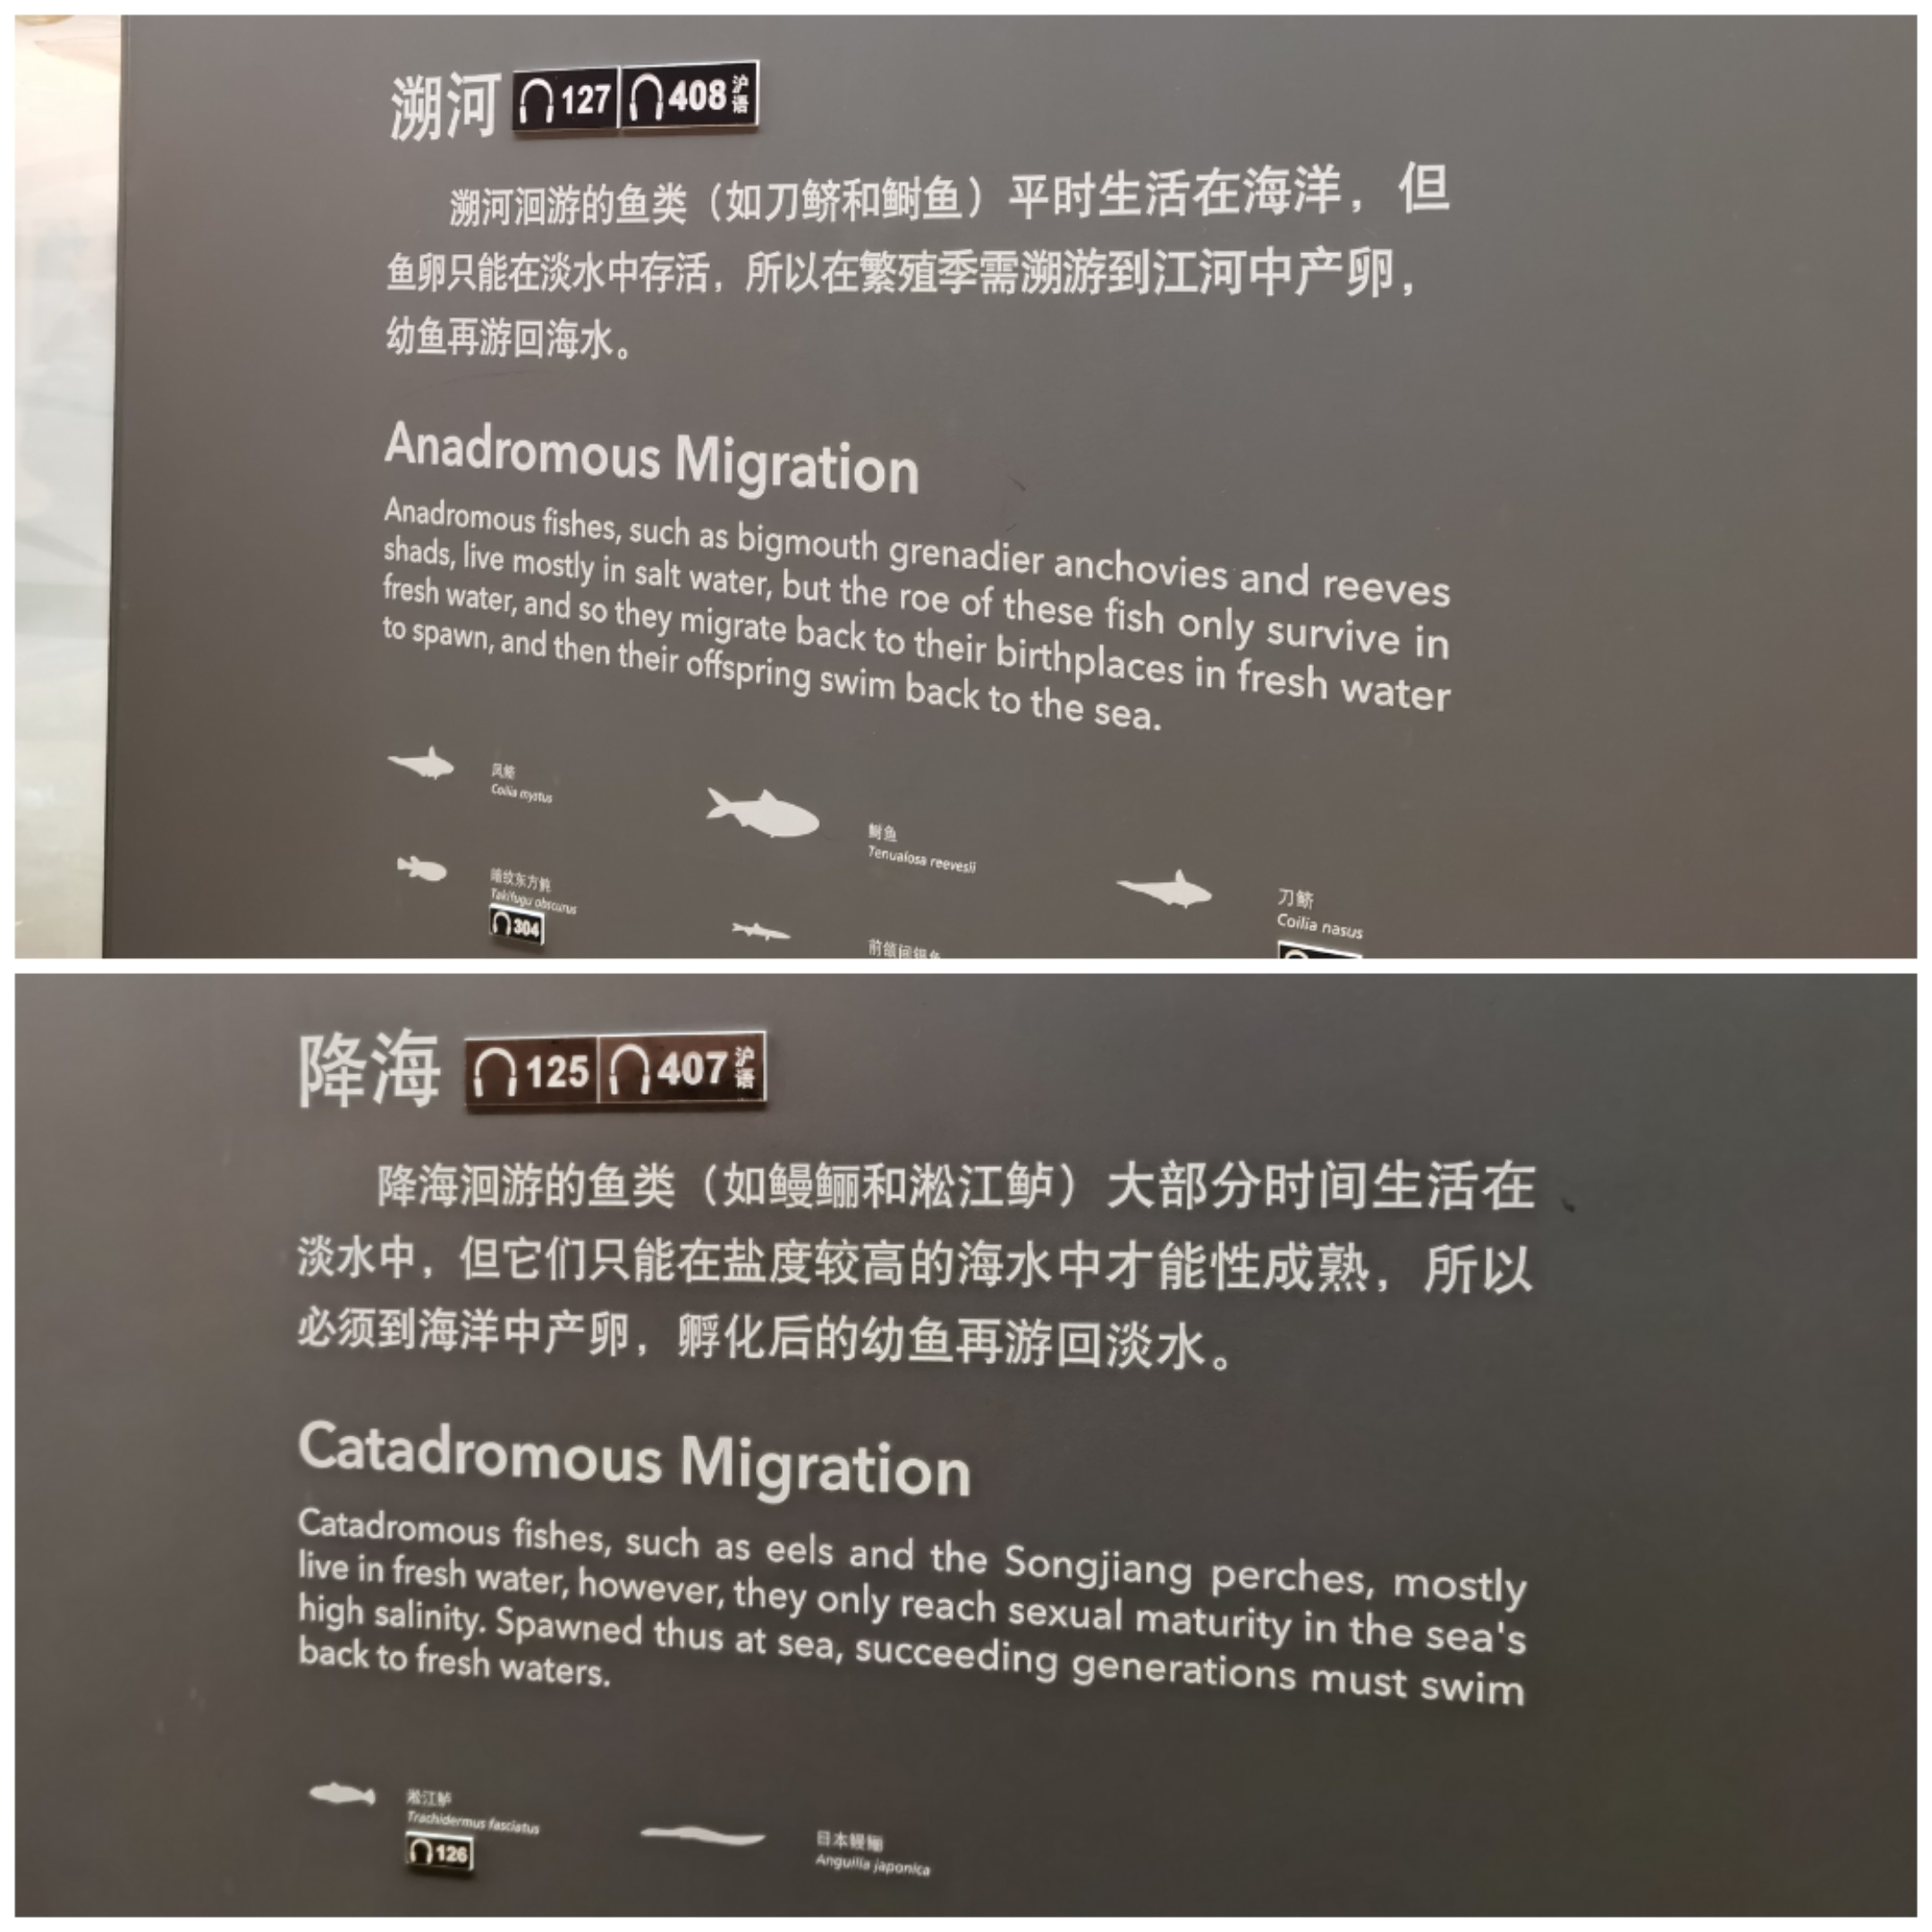 溯河 127 408 沪语
溯河洄游的鱼类（如刀鲚和鲥鱼）平时生活在海洋，但
鱼卵只能在淡水中存活，所以在繁殖季需溯游到江河中产卵，
幼鱼再游回海水。
Anadromous Migration
Anadromous fishes, such as bigmouth grenadier anchovies and reeves
shads, live mostly in salt water, but the roe of these fish only survive in
fresh water, and so they migrate back to their birthplaces in fresh water
to spawn, and then their offspring swim back to the sea.
凤鲚
Coilia mystus
鲥鱼
Tenualosa reevesii
刀鲚
Coilia nasus
暗纹东方鲀
Takifugu obscurus
304
前颌间银鱼
降海 125 407 沪语
降海洄游的鱼类（如鳗鲡和淞江鲈）大部分时间生活在
淡水中，但它们只能在盐度较高的海水中才能性成熟，所以
必须到海洋中产卵，孵化后的幼鱼再游回淡水。
Catadromous Migration
Catadromous fishes, such as eels and the Songjiang perches, mostly
live in fresh water, however, they only reach sexual maturity in the sea's
high salinity. Spawned thus at sea, succeeding generations must swim
back to fresh waters.
淞江鲈
Trachidermus fasciatus
126
日本鳗鲡
Anguilla japonica